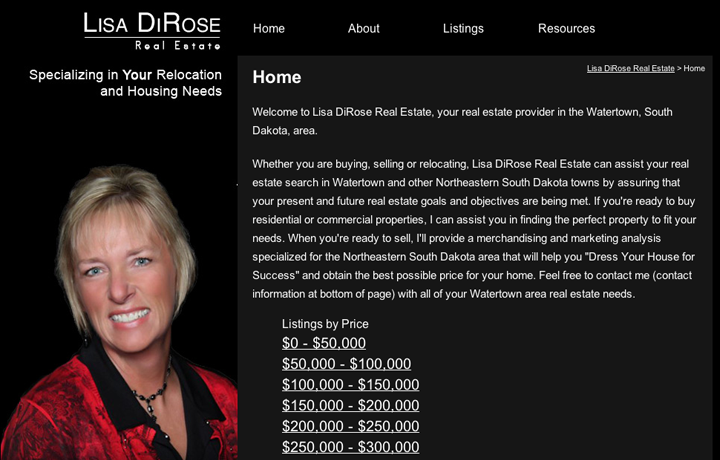 LISA DIROSE
Real Estate
Specializing in Your Relocation
and Housing Needs
Home About Listings Resources
Lisa DiRose Real Estate > Home
Home
Welcome to Lisa DiRose Real Estate, your real estate provider in the Watertown, South
Dakota, area.
Whether you are buying, selling or relocating, Lisa DiRose Real Estate can assist your real
estate search in Watertown and other Northeastern South Dakota towns by assuring that
your present and future real estate goals and objectives are being met. If you're ready to buy
residential or commercial properties, I can assist you in finding the perfect property to fit your
needs. When you're ready to sell, I'll provide a merchandising and marketing analysis
specialized for the Northeastern South Dakota area that will help you "Dress Your House for
Success" and obtain the best possible price for your home. Feel free to contact me (contact
information at bottom of page) with all of your Watertown area real estate needs.
Listings by Price
$0 - $50,000
$50,000 - $100,000
$100,000 - $150,000
$150,000 - $200,000
$200,000 - $250,000
$250,000 - $300,000